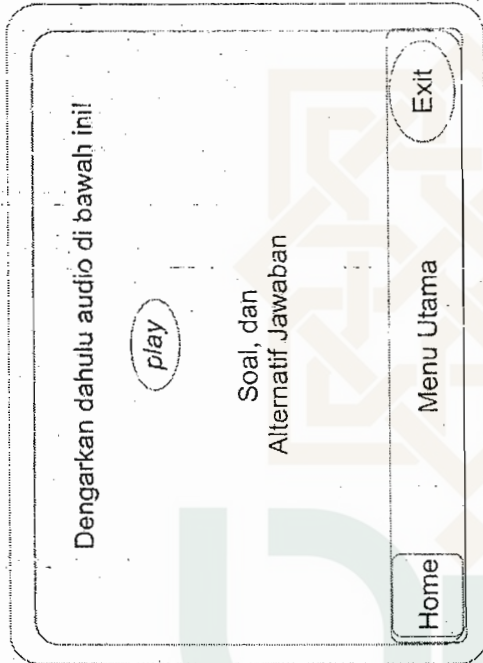 Dengarkan dahulu audio di bawah ini!
play
Soal, dan
Alternatif Jawaban
Home
Menu Utama
Exit